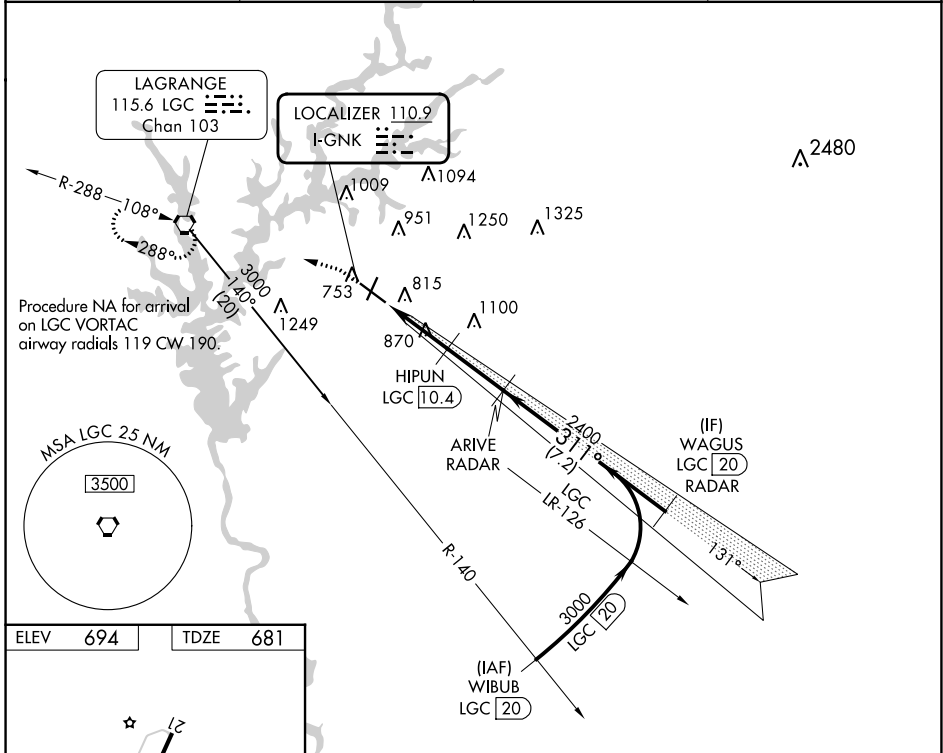 LAGRANGE
115.6 LGC
Chan 103
LOCALIZER 110.9
I-GNK
2480
1094
1009
951
1250
1325
R-288
108°
288°
3000
140°
(20)
753
815
1249
870
1100
Procedure NA for arrival
on LGC VORTAC
airway radials 119 CW 190.
HIPUN
LGC 10.4
ARIVE
RADAR
2400
311°
(7.2)
(IF)
WAGUS
LGC 20
RADAR
LGC
LR-126
131°
MSA LGC 25 NM
3500
R-140
3000
LGC 20
(IAF)
WIBUB
LGC 20
ELEV 694
TDZE 681
21